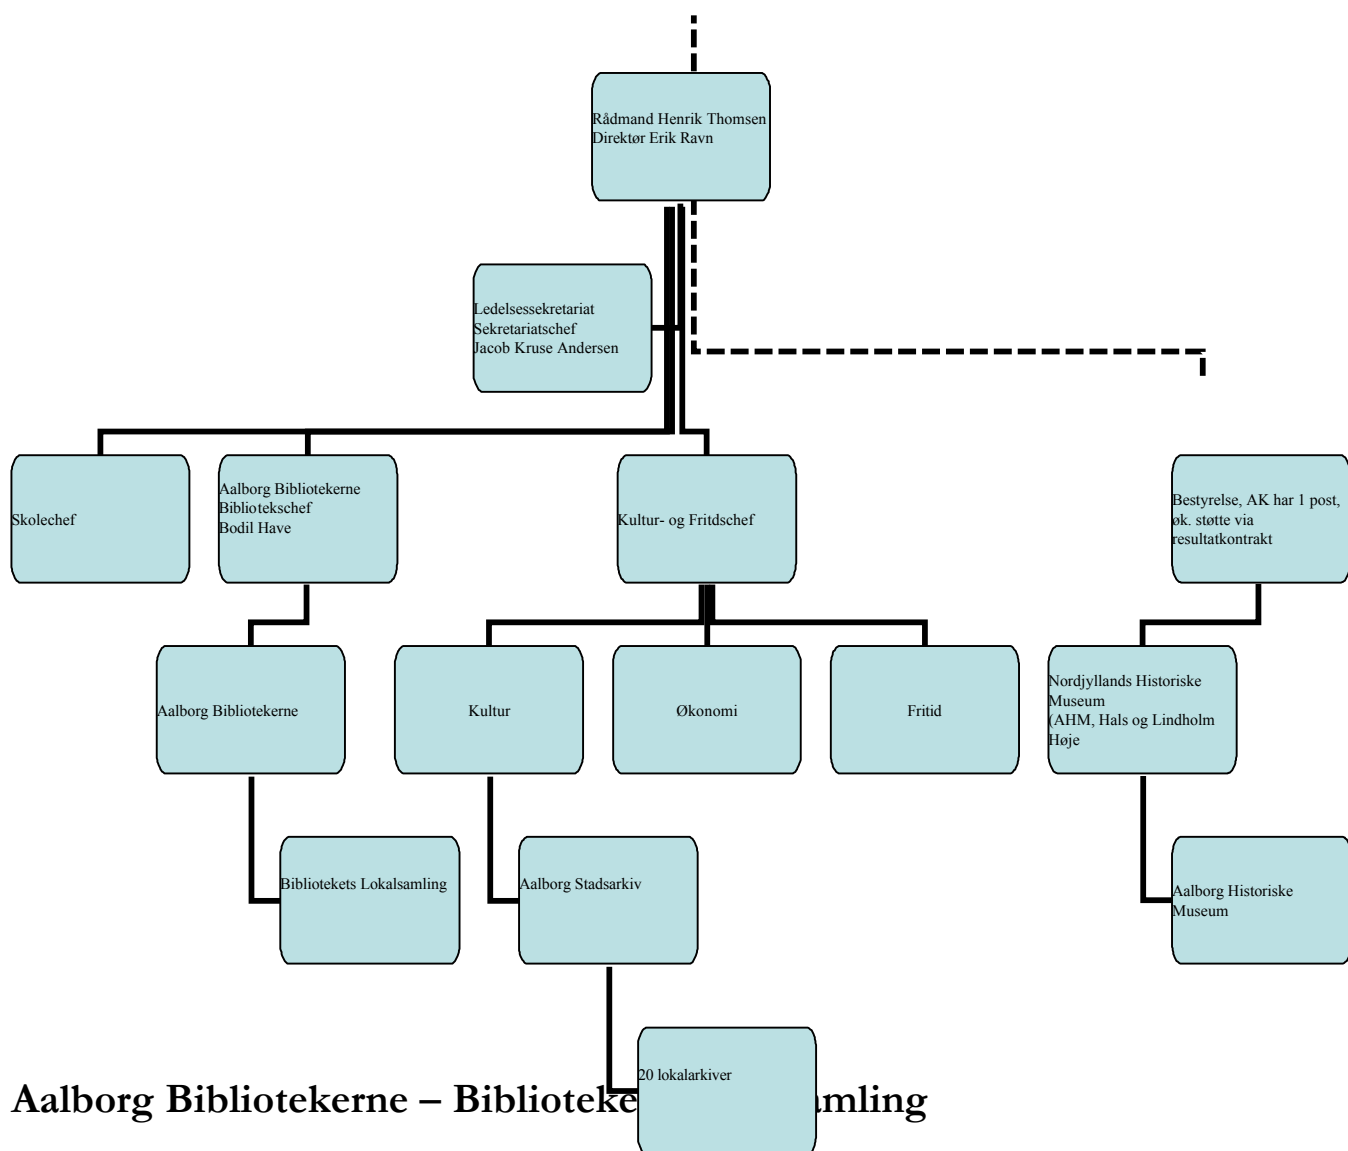 Rådmand Henrik Thomsen
Direktør Erik Ravn
Ledelsessekretariat
Sekretariatschef
Jacob Kruse Andersen
Skolechef
Aalborg Bibliotekerne
Bibliotekschef
Bodil Have
Kultur- og Fritdschef
Bestyrelse, AK har 1 post,
øk. støtte via
resultatkontrakt
Aalborg Bibliotekerne
Kultur
Økonomi
Fritid
Nordjyllands Historiske
Museum
(AHM, Hals og Lindholm
Høje
Bibliotekets Lokalsamling
Aalborg Stadsarkiv
Aalborg Historiske
Museum
20 lokalarkiver
Aalborg Bibliotekerne – Biblioteke amling